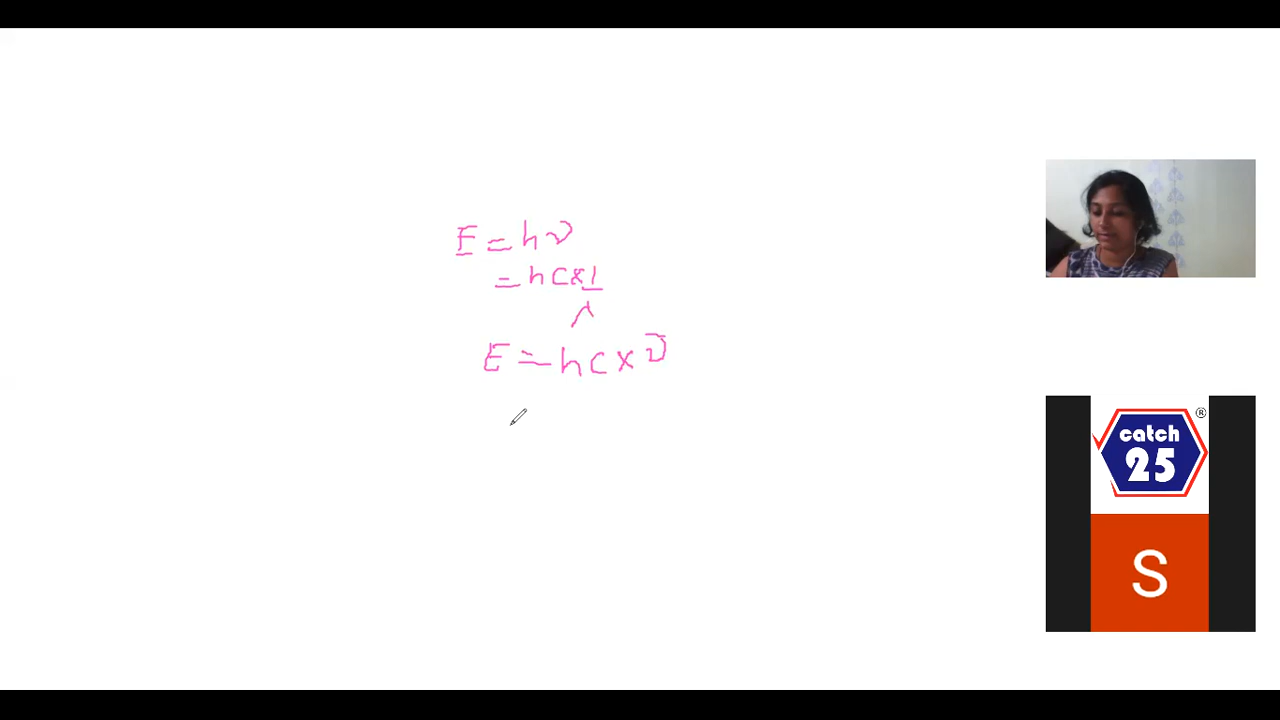 E = hν
= hc × 1
λ
E = hc × ν̅
catch
25
®
S